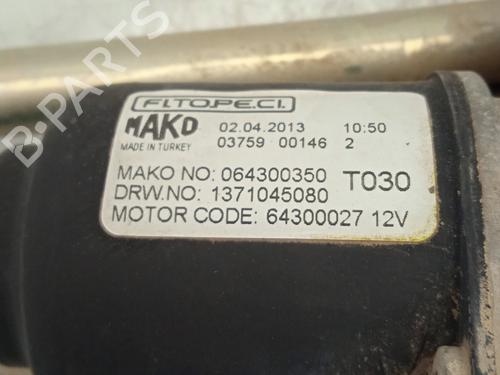 B-PARTS
F.I.TO.PE.C.I.
MAKO 02.04.2013 10:50
MADE IN TURKEY 03759 00146 2
MAKO NO: 064300350 T030
DRW.NO: 1371045080
MOTOR CODE: 64300027 12V